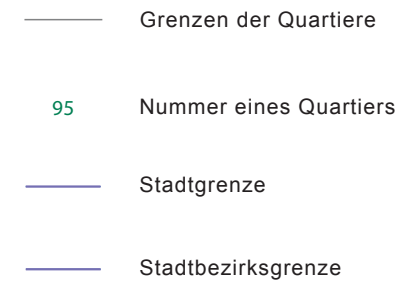 Grenzen der Quartiere
95 Nummer eines Quartiers
Stadtgrenze
Stadtbezirksgrenze